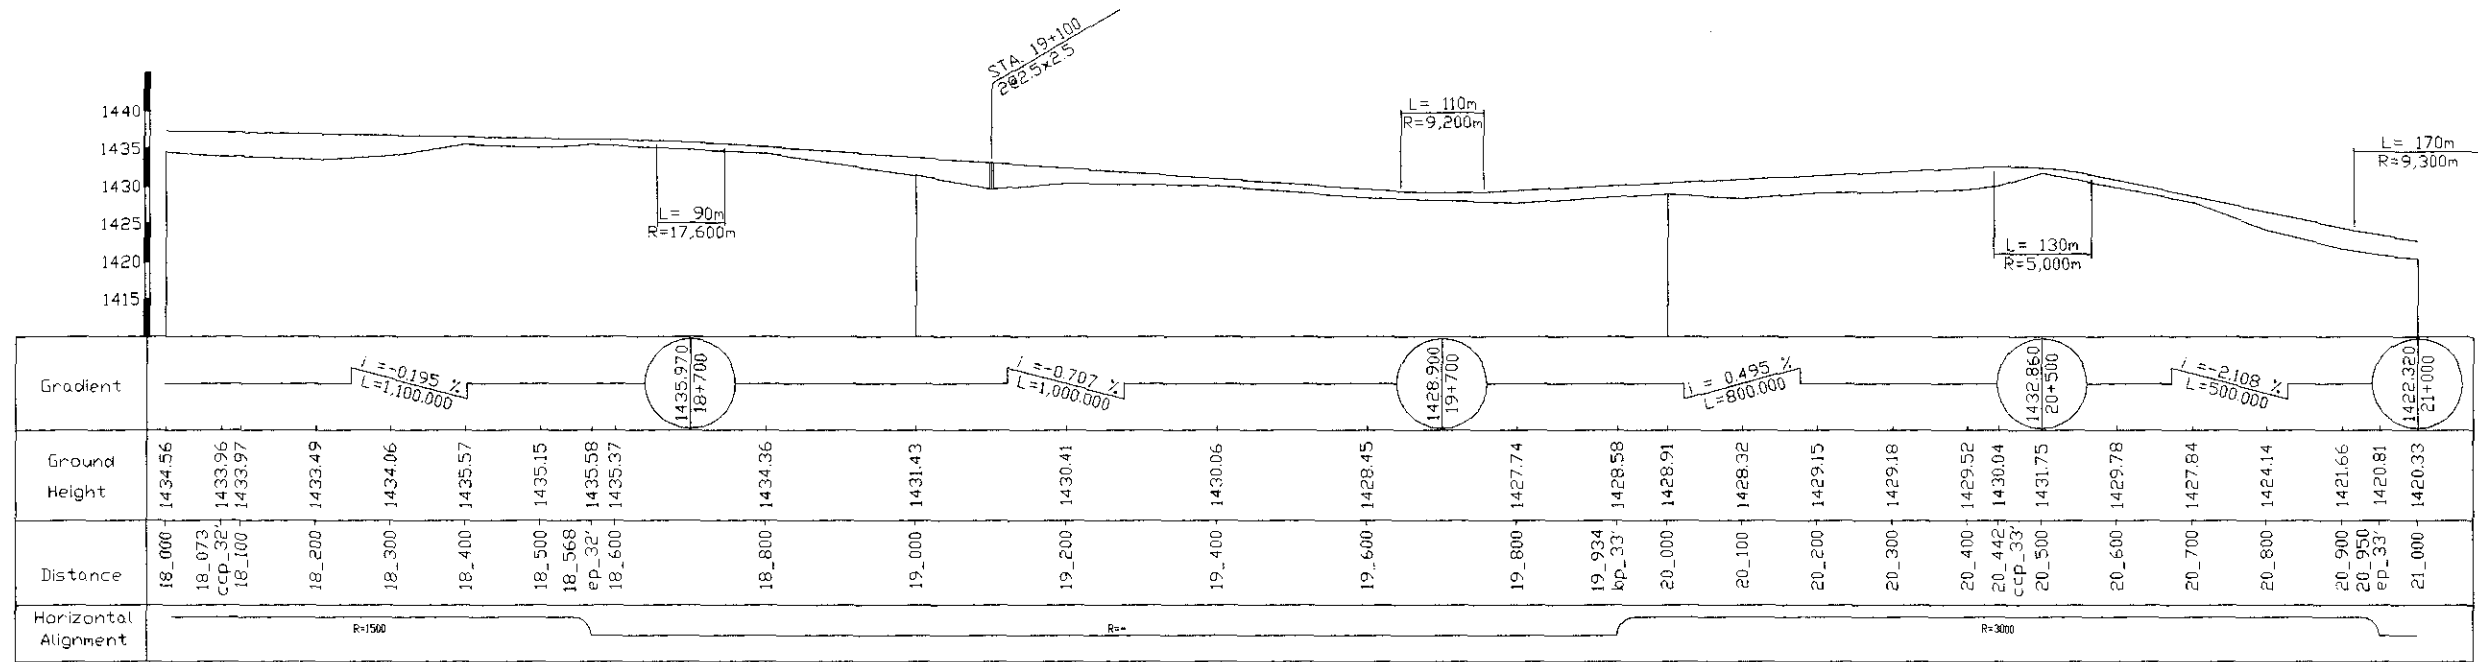 STA. 19+100
2@2.5x2.5
L= 110m
R=9,200m
L= 170m
R=9,300m
L= 90m
R=17,600m
L= 130m
R=5,000m
1440
1435
1430
1425
1420
1415
Gradient
i =-0.195 %
L=1,100.000
1435.970
18+700
i =-0.707 %
L=1,000.000
1428.900
19+700
i = 0.495 %
L=800.000
1432.860
20+500
i =-2.108 %
L=500.000
1422.320
21+000
Ground
Height
1434.56
1433.96
1433.97
1433.49
1434.06
1435.57
1435.15
1435.58
1435.37
1434.36
1431.43
1430.41
1430.06
1428.45
1427.74
1428.58
1428.91
1428.32
1429.15
1429.18
1429.52
1430.04
1431.75
1429.78
1427.84
1424.14
1421.66
1420.81
1420.33
Distance
18_000
18_073
ccp_32'
18_100
18_200
18_300
18_400
18_500
18_568
ep_32'
18_600
18_800
19_000
19_200
19_400
19_600
19_800
19_934
bp_33'
20_000
20_100
20_200
20_300
20_400
20_442
ccp_33'
20_500
20_600
20_700
20_800
20_900
20_950
ep_33'
21_000
Horizontal
Alignment
R=1500
R=∞
R=3000